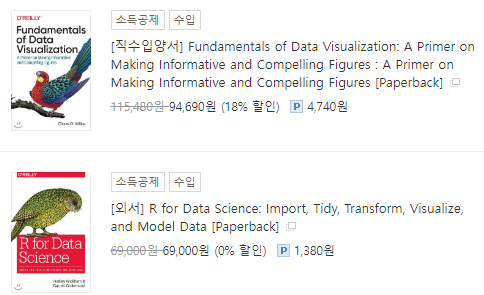 O'REILLY
Fundamentals
of Data
Visualization
A Primer on Making Informative
and Compelling Figures
Claus O. Wilke
소득공제 수입
[직수입양서] Fundamentals of Data Visualization: A Primer on
Making Informative and Compelling Figures : A Primer on
Making Informative and Compelling Figures [Paperback]
115,480원 94,690원 (18% 할인) P 4,740원
O'REILLY
R for Data
Science
Hadley Wickham &
Garrett Grolemund
소득공제 수입
[외서] R for Data Science: Import, Tidy, Transform, Visualize,
and Model Data [Paperback]
69,000원 69,000원 (0% 할인) P 1,380원